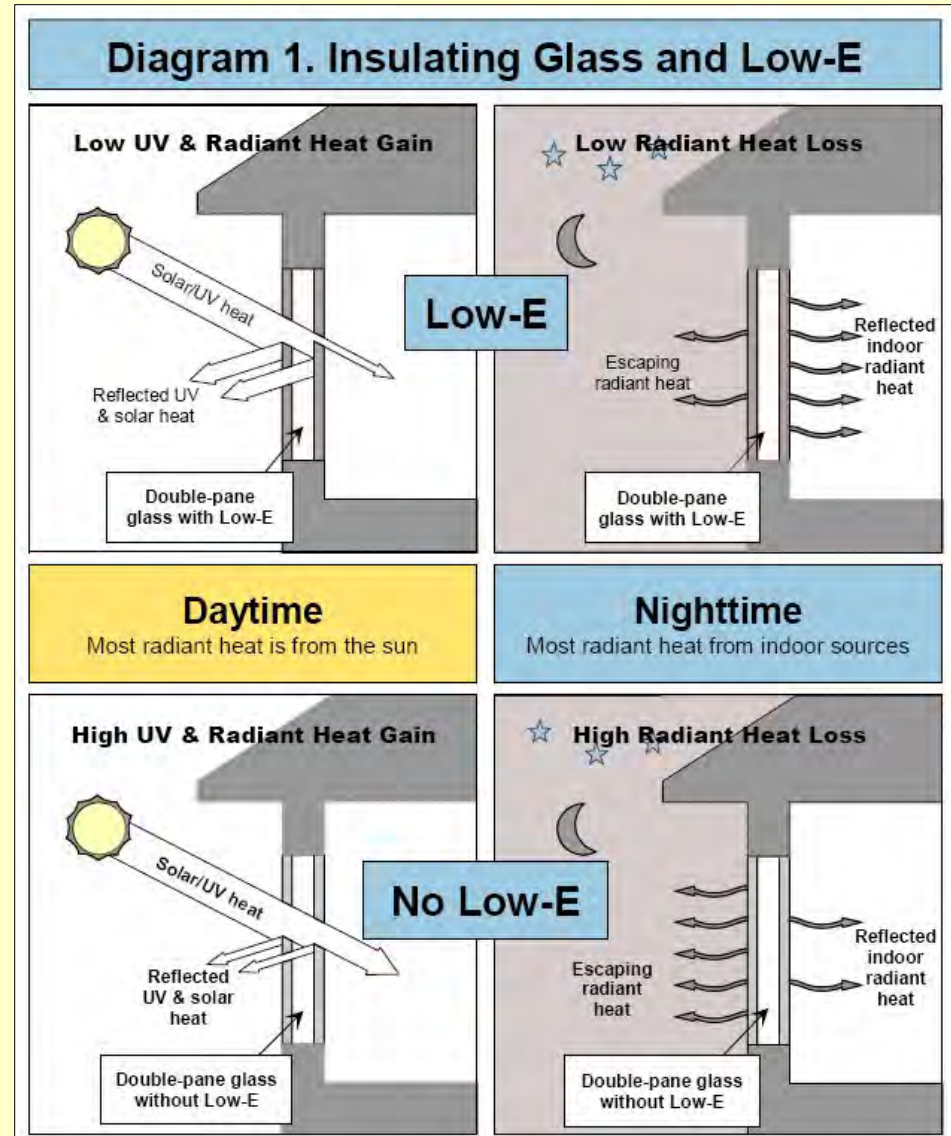 Diagram 1. Insulating Glass and Low-E
Low UV & Radiant Heat Gain
Solar/UV heat
Reflected UV
& solar heat
Double-pane
glass with Low-E
Low-E
Low Radiant Heat Loss
Escaping
radiant heat
Reflected
indoor
radiant
heat
Double-pane
glass with Low-E
Daytime
Most radiant heat is from the sun
Nighttime
Most radiant heat from indoor sources
High UV & Radiant Heat Gain
Solar/UV heat
Reflected
UV & solar
heat
Double-pane glass
without Low-E
No Low-E
High Radiant Heat Loss
Escaping
radiant
heat
Reflected
indoor
radiant
heat
Double-pane glass
without Low-E